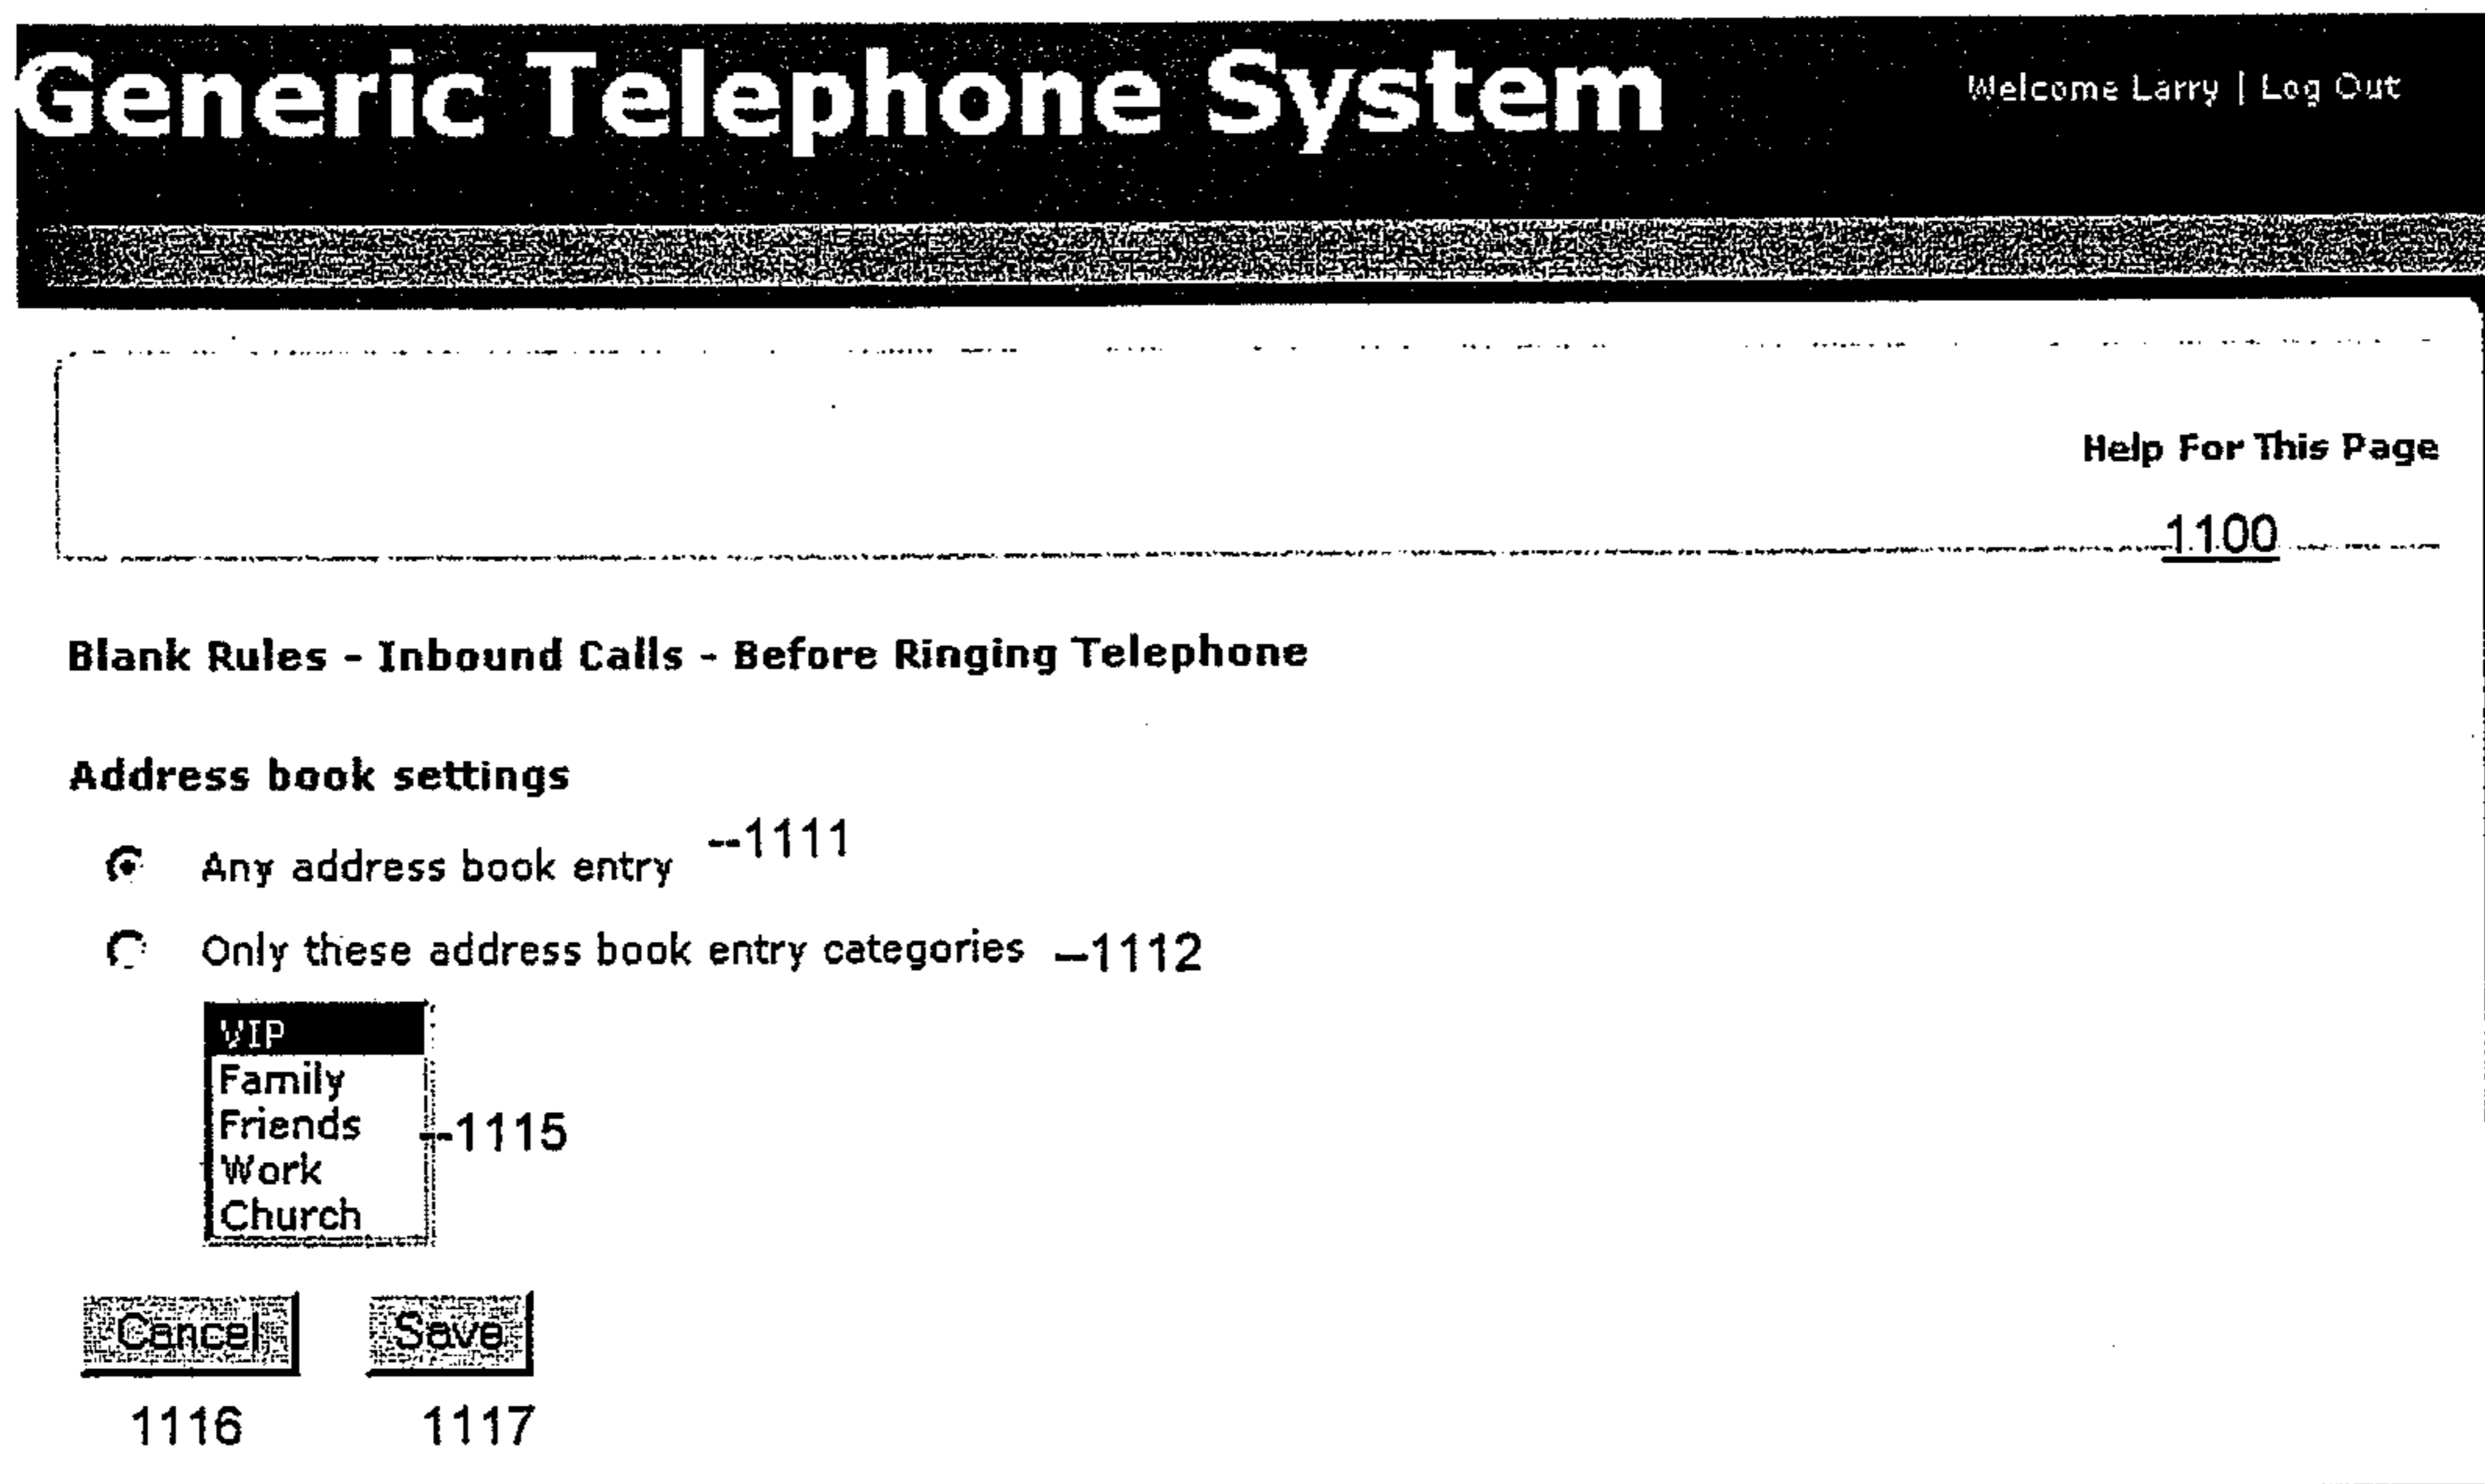 Generic Telephone System
Welcome Larry | Log Out
Help For This Page
1100
Blank Rules - Inbound Calls - Before Ringing Telephone
Address book settings
Any address book entry --1111
Only these address book entry categories --1112
VIP
Family
Friends --1115
Work
Church
Cancel Save
1116 1117